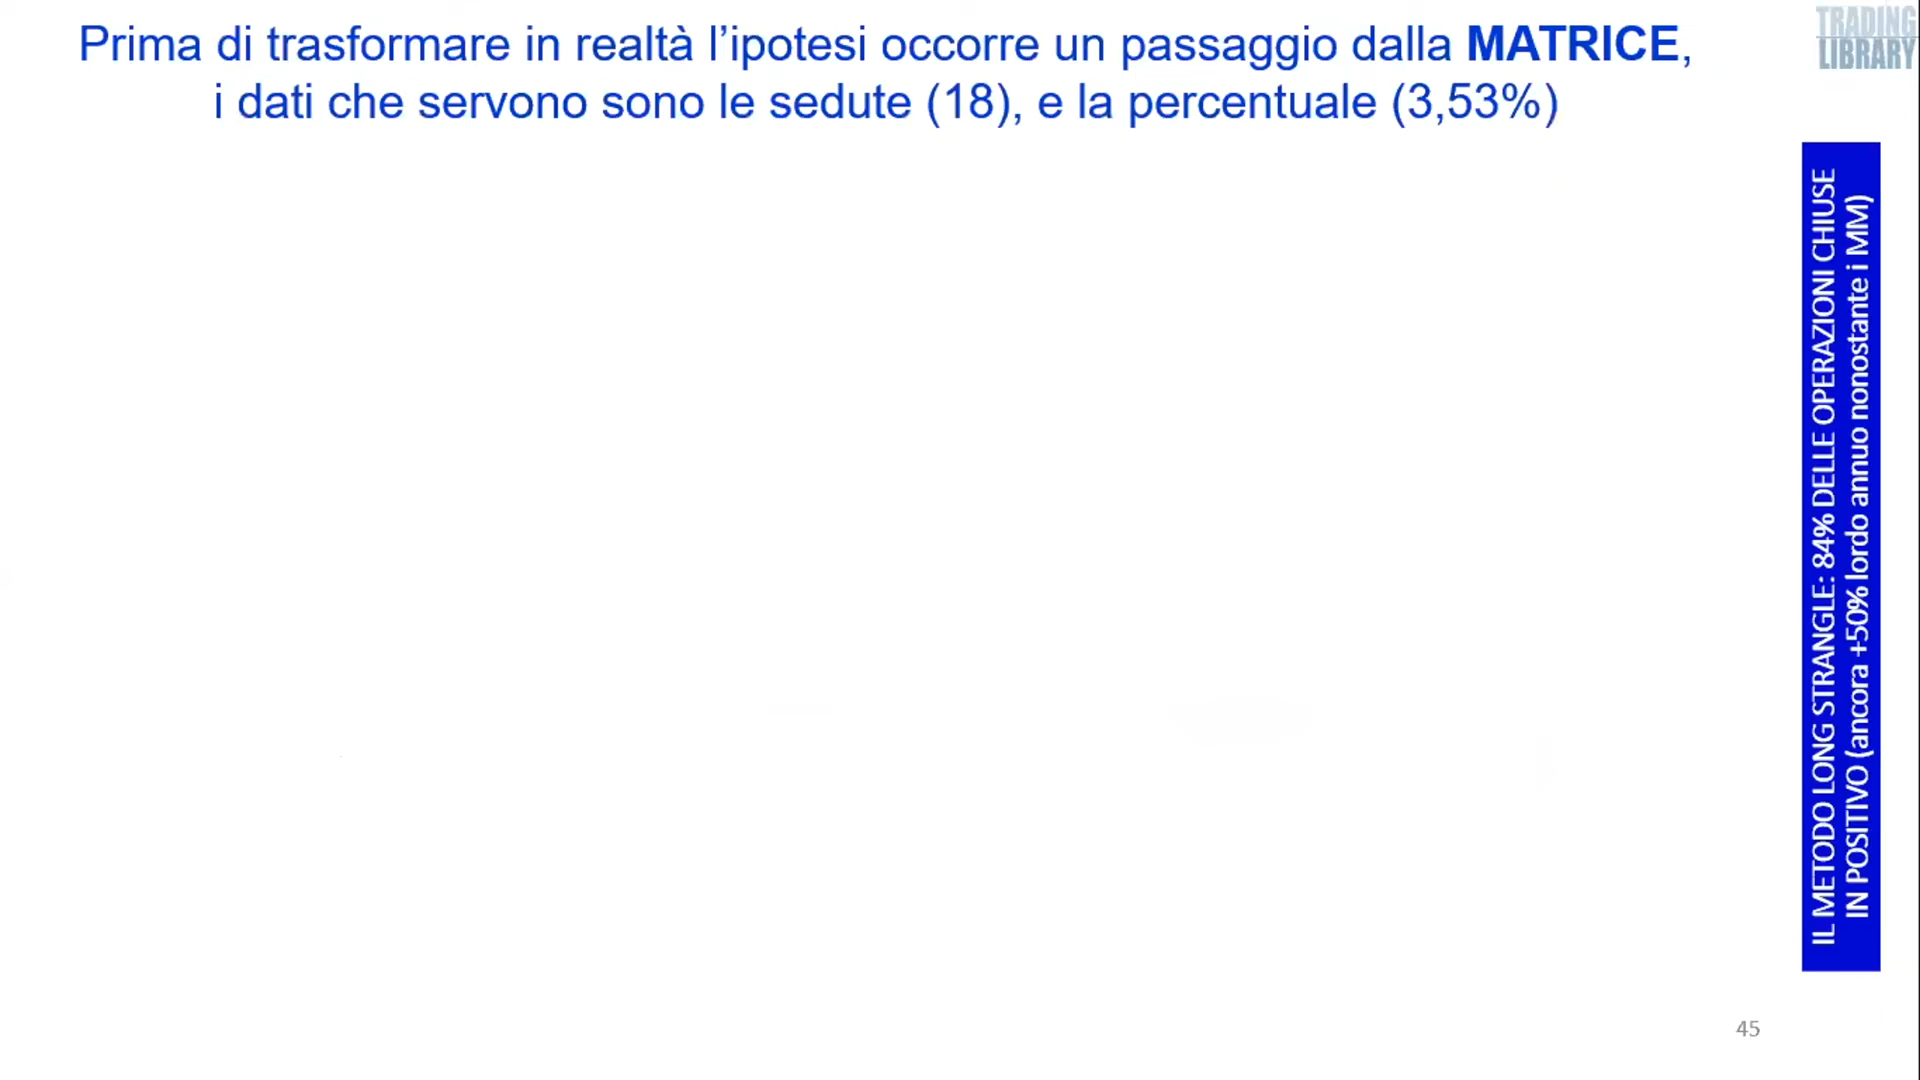 Prima di trasformare in realtà l’ipotesi occorre un passaggio dalla MATRICE,
i dati che servono sono le sedute (18), e la percentuale (3,53%)
TRADING
LIBRARY
IL METODO LONG STRANGLE: 84% DELLE OPERAZIONI CHIUSE
IN POSITIVO (ancora +50% lordo annuo nonostante i MM)
45